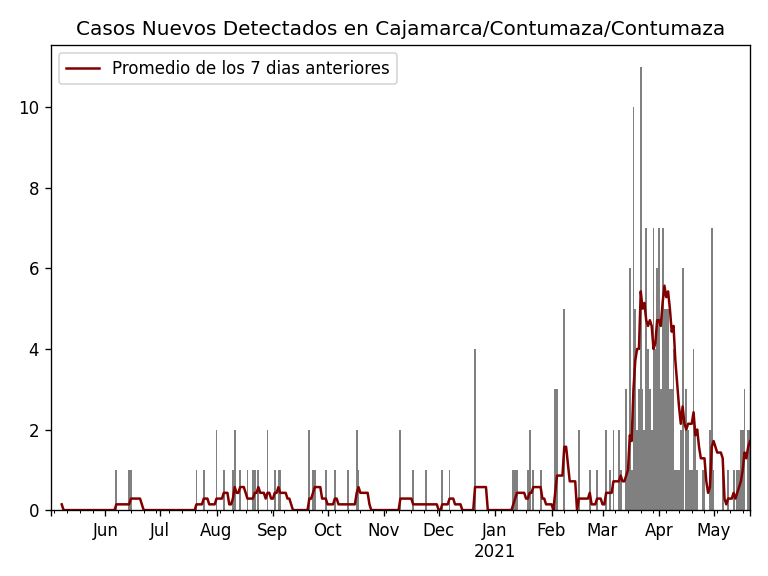 Casos Nuevos Detectados en Cajamarca/Contumaza/Contumaza
Promedio de los 7 dias anteriores
10
8
6
4
2
0
Jun Jul Aug Sep Oct Nov Dec Jan Feb Mar Apr May
2021